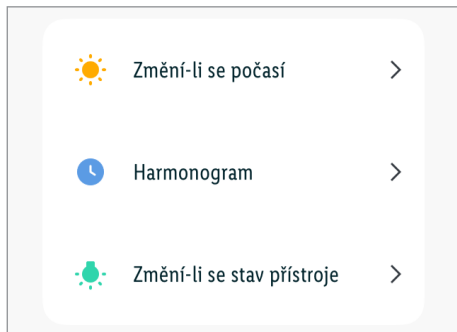 Změní-li se počasí
Harmonogram
Změní-li se stav přístroje